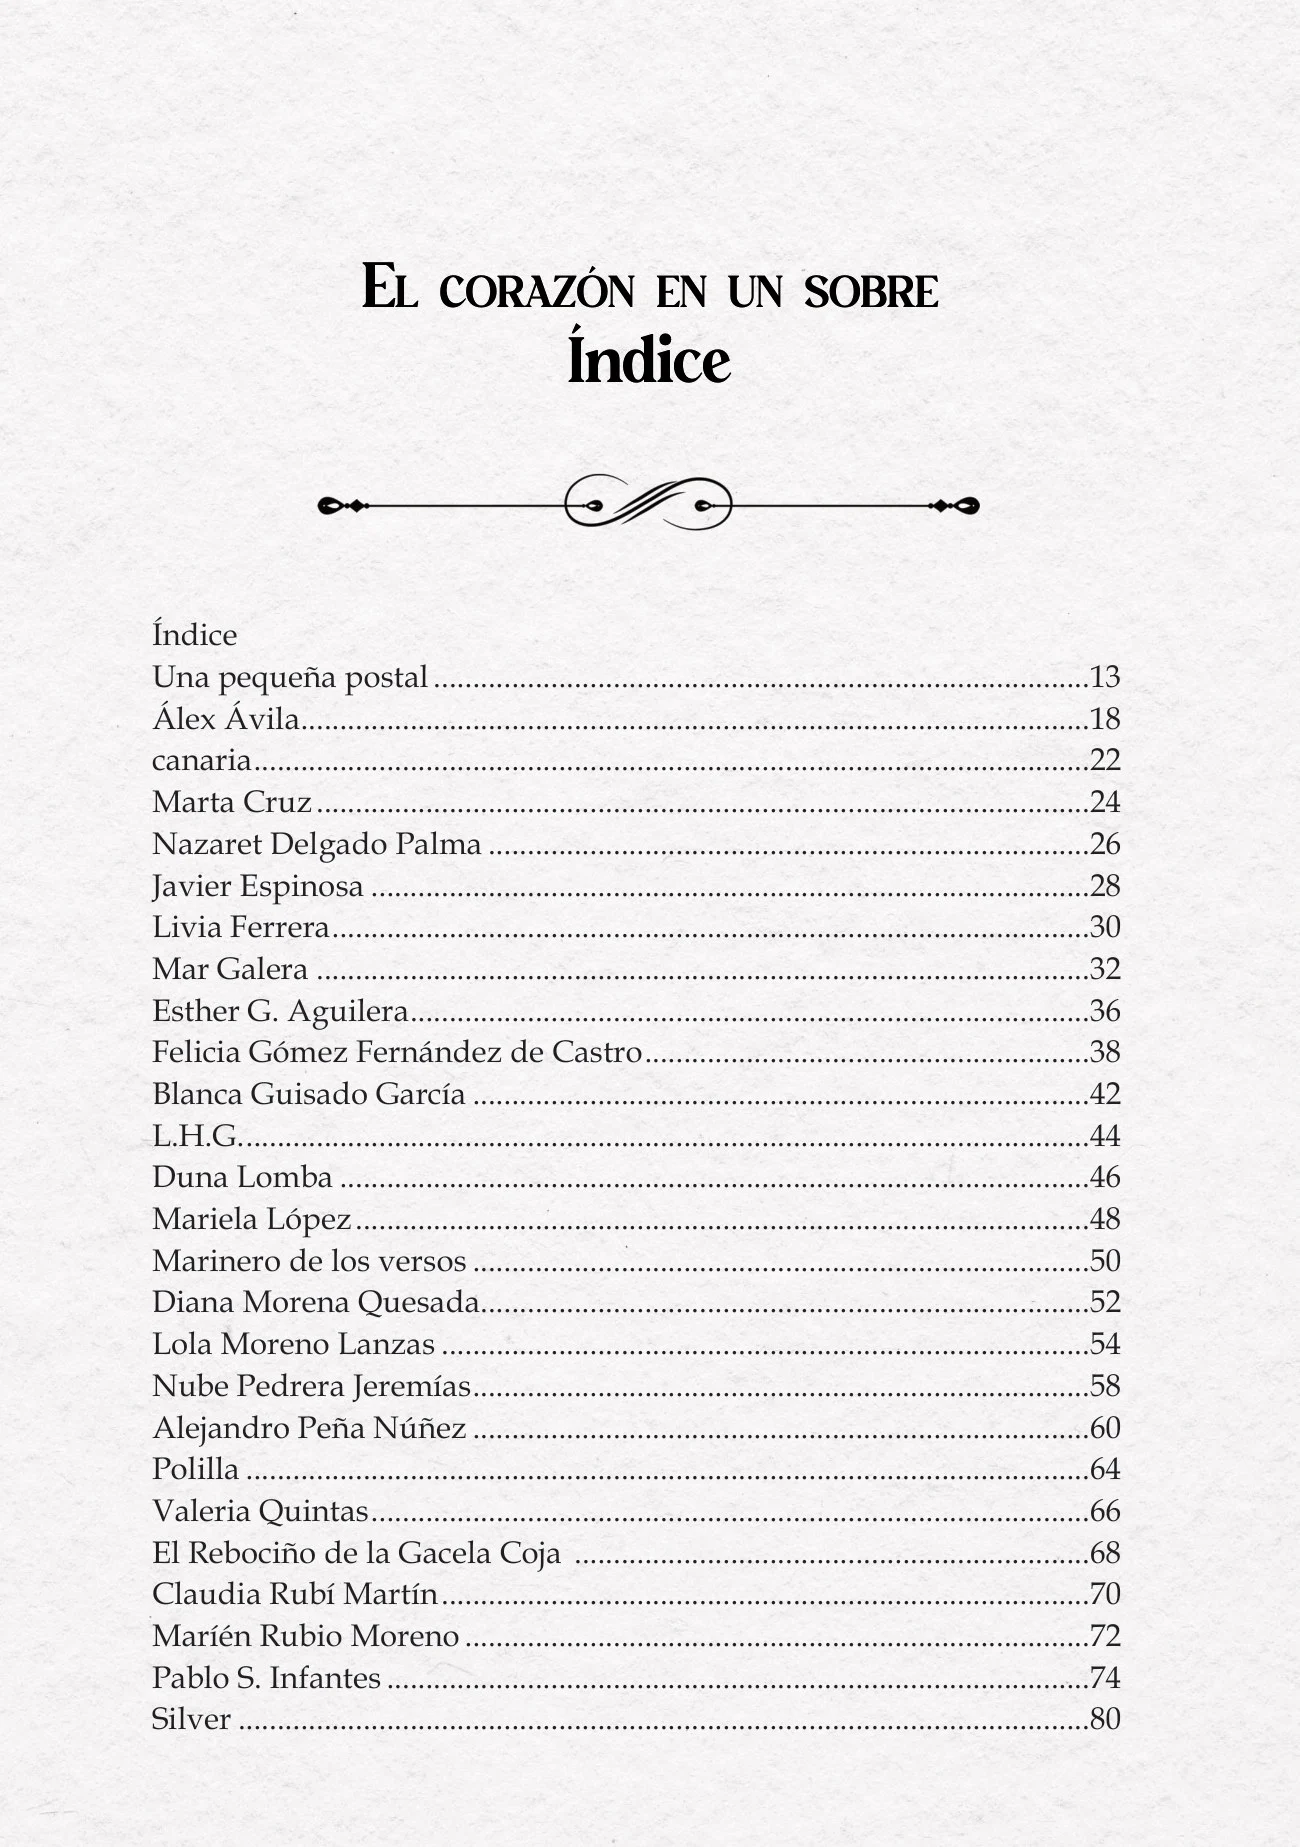 El corazón en un sobre
Índice
Índice
Una pequeña postal ........ 13
Álex Ávila ........ 18
canaria ........ 22
Marta Cruz ........ 24
Nazaret Delgado Palma ........ 26
Javier Espinosa ........ 28
Livia Ferrera ........ 30
Mar Galera ........ 32
Esther G. Aguilera ........ 36
Felicia Gómez Fernández de Castro ........ 38
Blanca Guisado García ........ 42
L.H.G. ........ 44
Duna Lomba ........ 46
Mariela López ........ 48
Marinero de los versos ........ 50
Diana Morena Quesada ........ 52
Lola Moreno Lanzas ........ 54
Nube Pedrera Jeremías ........ 58
Alejandro Peña Núñez ........ 60
Polilla ........ 64
Valeria Quintas ........ 66
El Rebociño de la Gacela Coja ........ 68
Claudia Rubí Martín ........ 70
Maríén Rubio Moreno ........ 72
Pablo S. Infantes ........ 74
Silver ........ 80